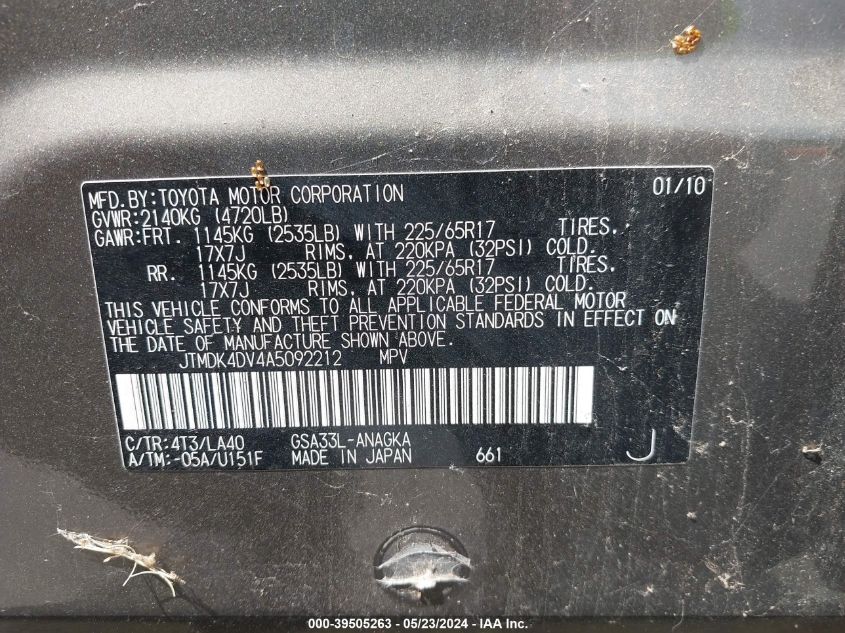 MFD.BY:TOYOTA MOTOR CORPORATION 01/10
GVWR:2140KG (4720LB)
GAWR:FRT. 1145KG (2535LB) WITH 225/65R17 TIRES.
17X7J RIMS. AT 220KPA (32PSI) COLD.
RR. 1145KG (2535LB) WITH 225/65R17 TIRES.
17X7J RIMS. AT 220KPA (32PSI) COLD.
THIS VEHICLE CONFORMS TO ALL APPLICABLE FEDERAL MOTOR
VEHICLE SAFETY AND THEFT PREVENTION STANDARDS IN EFFECT ON
THE DATE OF MANUFACTURE SHOWN ABOVE.
JTMDK4DV4A5092212 MPV
C/TR:4T3/LA40 GSA33L-ANAGKA
A/TM:-05A/U151F MADE IN JAPAN 661 J
000-39505263 - 05/23/2024 - IAA Inc.